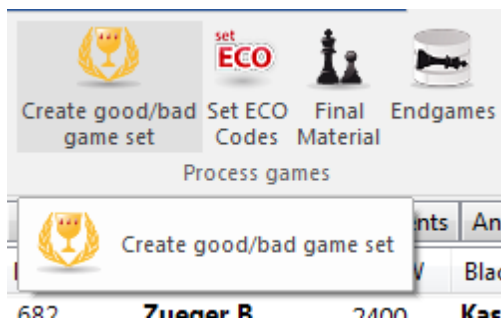 set
ECO
Create good/bad game set
Set ECO Codes
Final Material
Endgames
Process games
Create good/bad game set
nts
An
W
Blac
682
Zueger B
2400
Kas